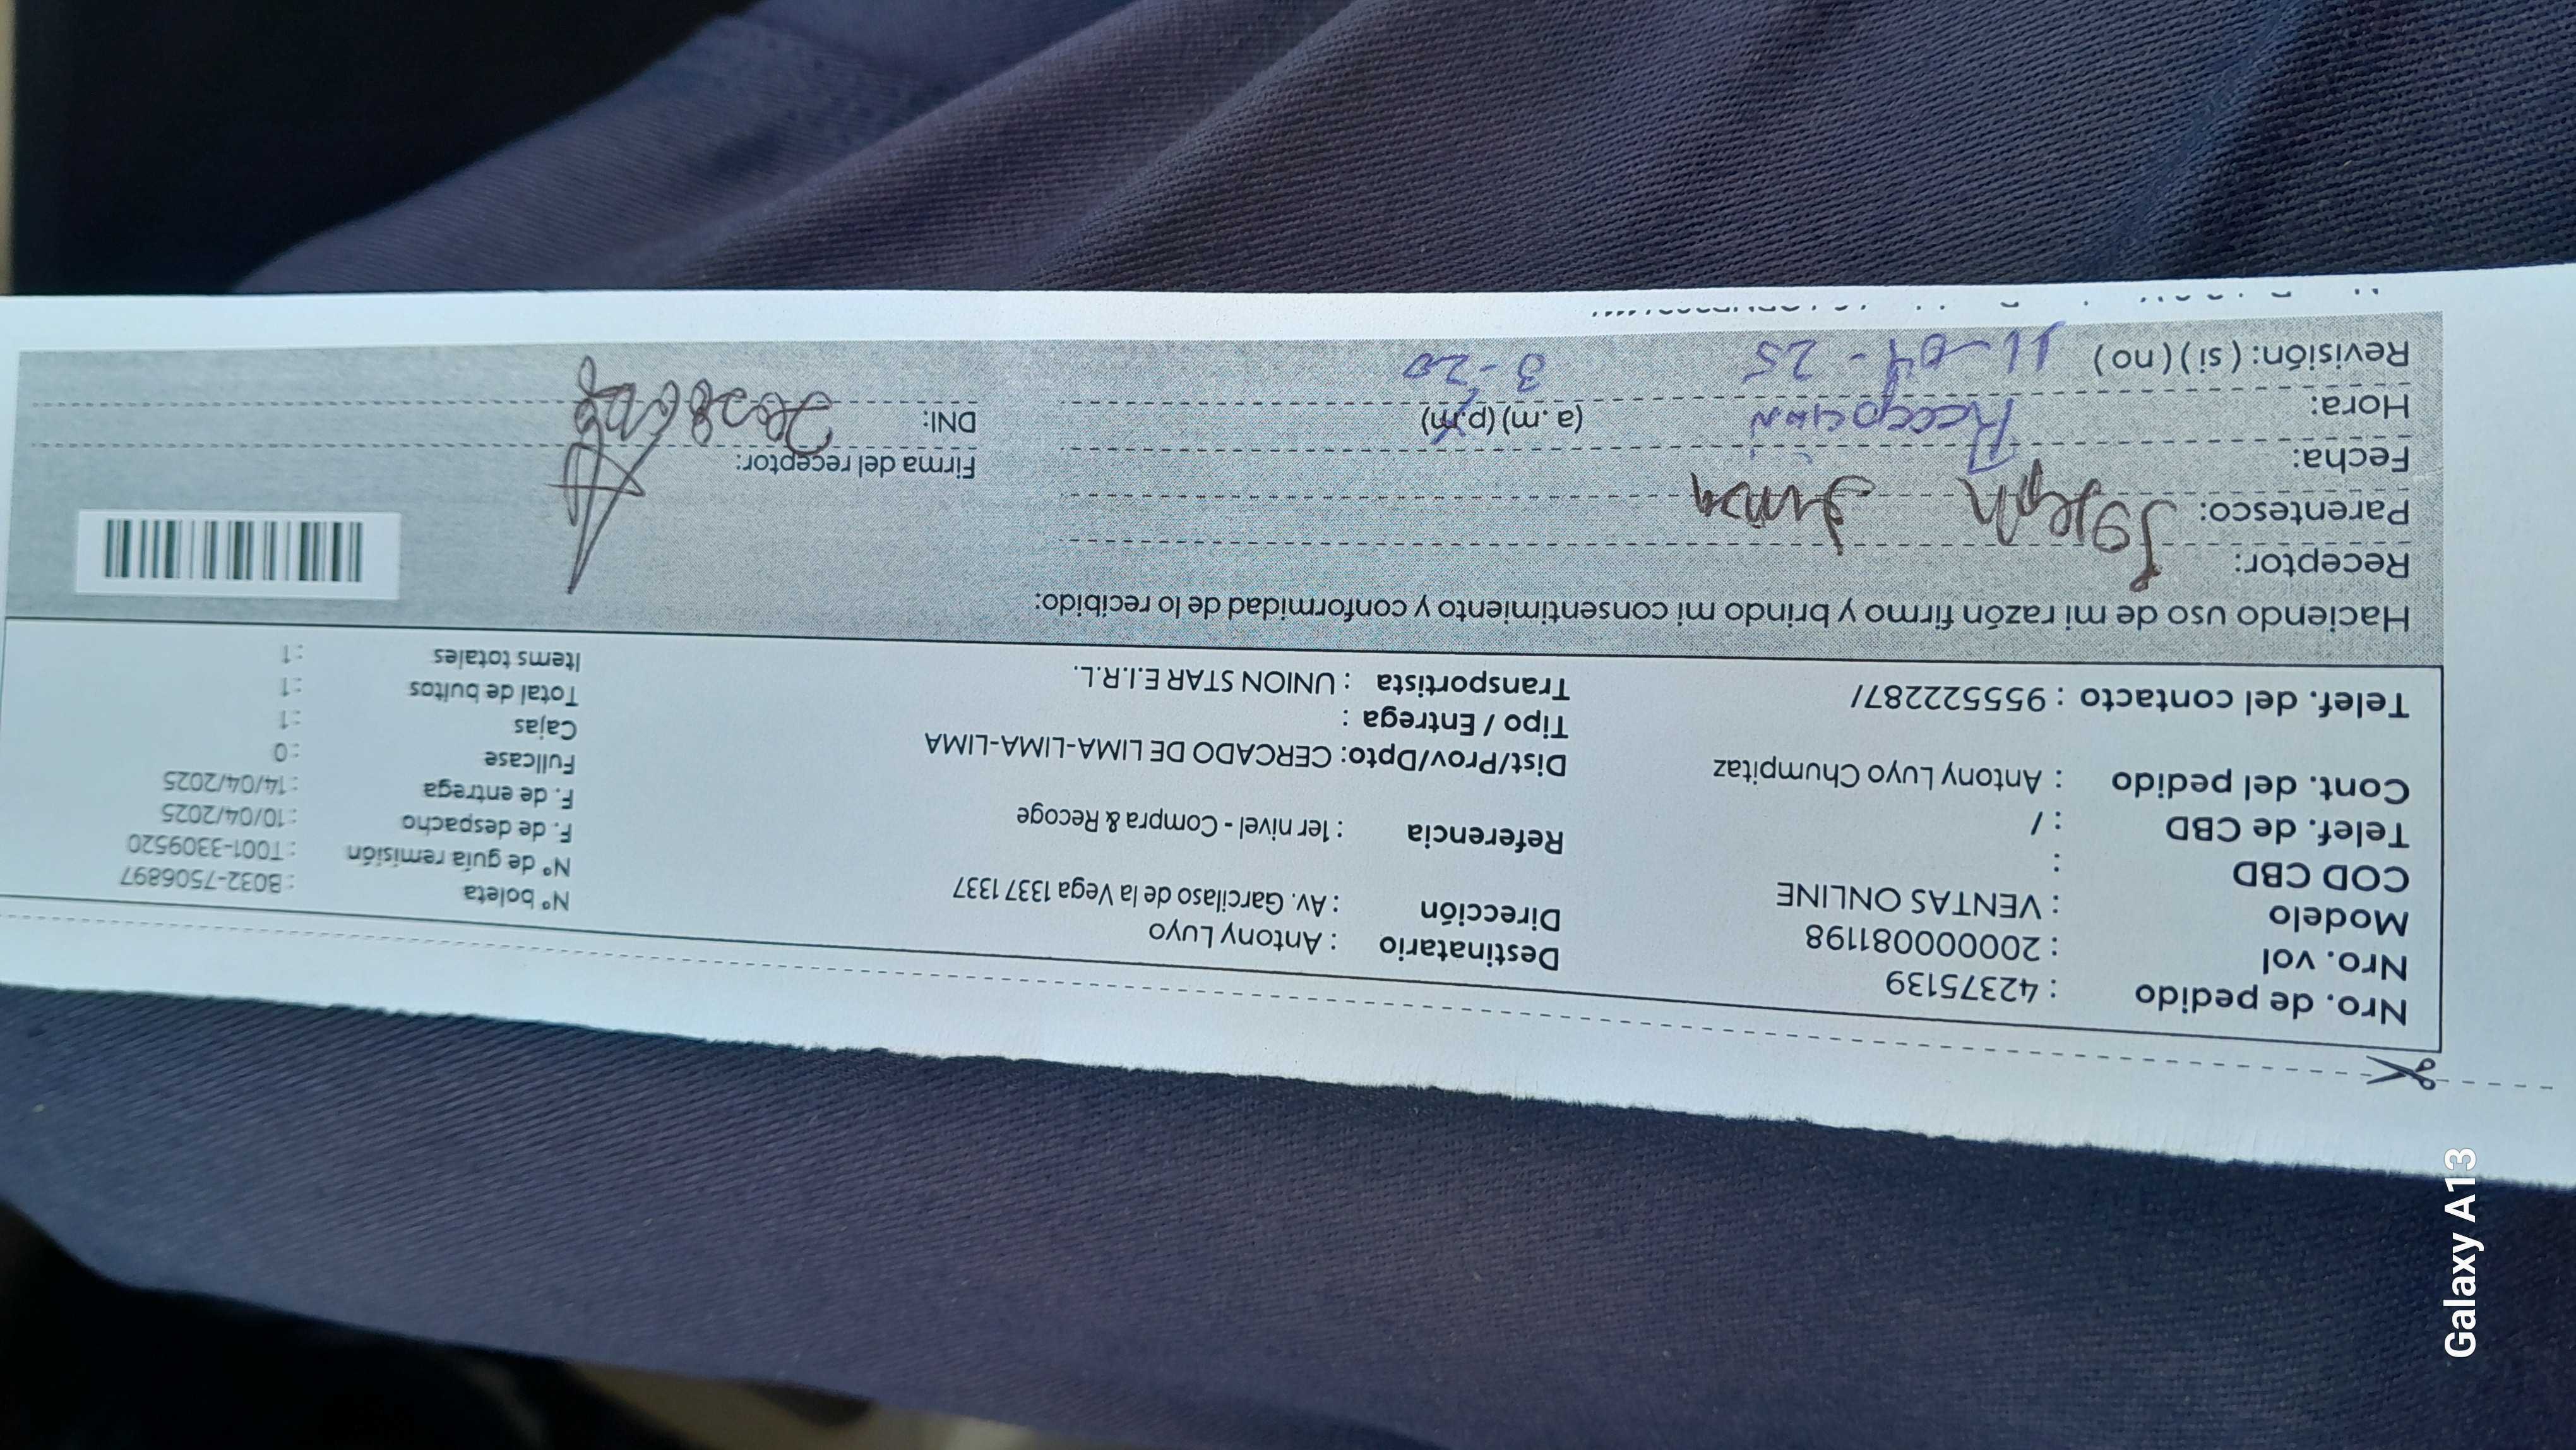 Nro. de pedido : 42375139
Nro. vol : 20000081198
Modelo : VENTAS ONLINE
COD CBD :
Telef. de CBD : /
Cont. del pedido : Antony Luyo Chumpitaz
Telef. del contacto : 955522287/
Destinatario : Antony Luyo
Dirección : Av. Garcilaso de la Vega 1337 1337
Referencia : 1er nivel - Compra & Recoge
Dist/Prov/Dpto: CERCADO DE LIMA-LIMA-LIMA
Tipo / Entrega :
Transportista : UNION STAR E.I.R.L.
Nº boleta : B032-7506897
Nº de guía remisión : T001-3309520
F. de despacho : 10/04/2025
F. de entrega : 14/04/2025
Fullcase : 0
Cajas : 1
Total de bultos : 1
Items totales : 1
Haciendo uso de mi razón firmo y brindo mi consentimiento y conformidad de lo recibido:
Receptor:
Parentesco: Recepcion
Fecha: 11-04-25
Hora: 3-20 (a. m) (p.m)
Revisión: ( si ) ( no )
Firma del receptor:
DNI:
Galaxy A13